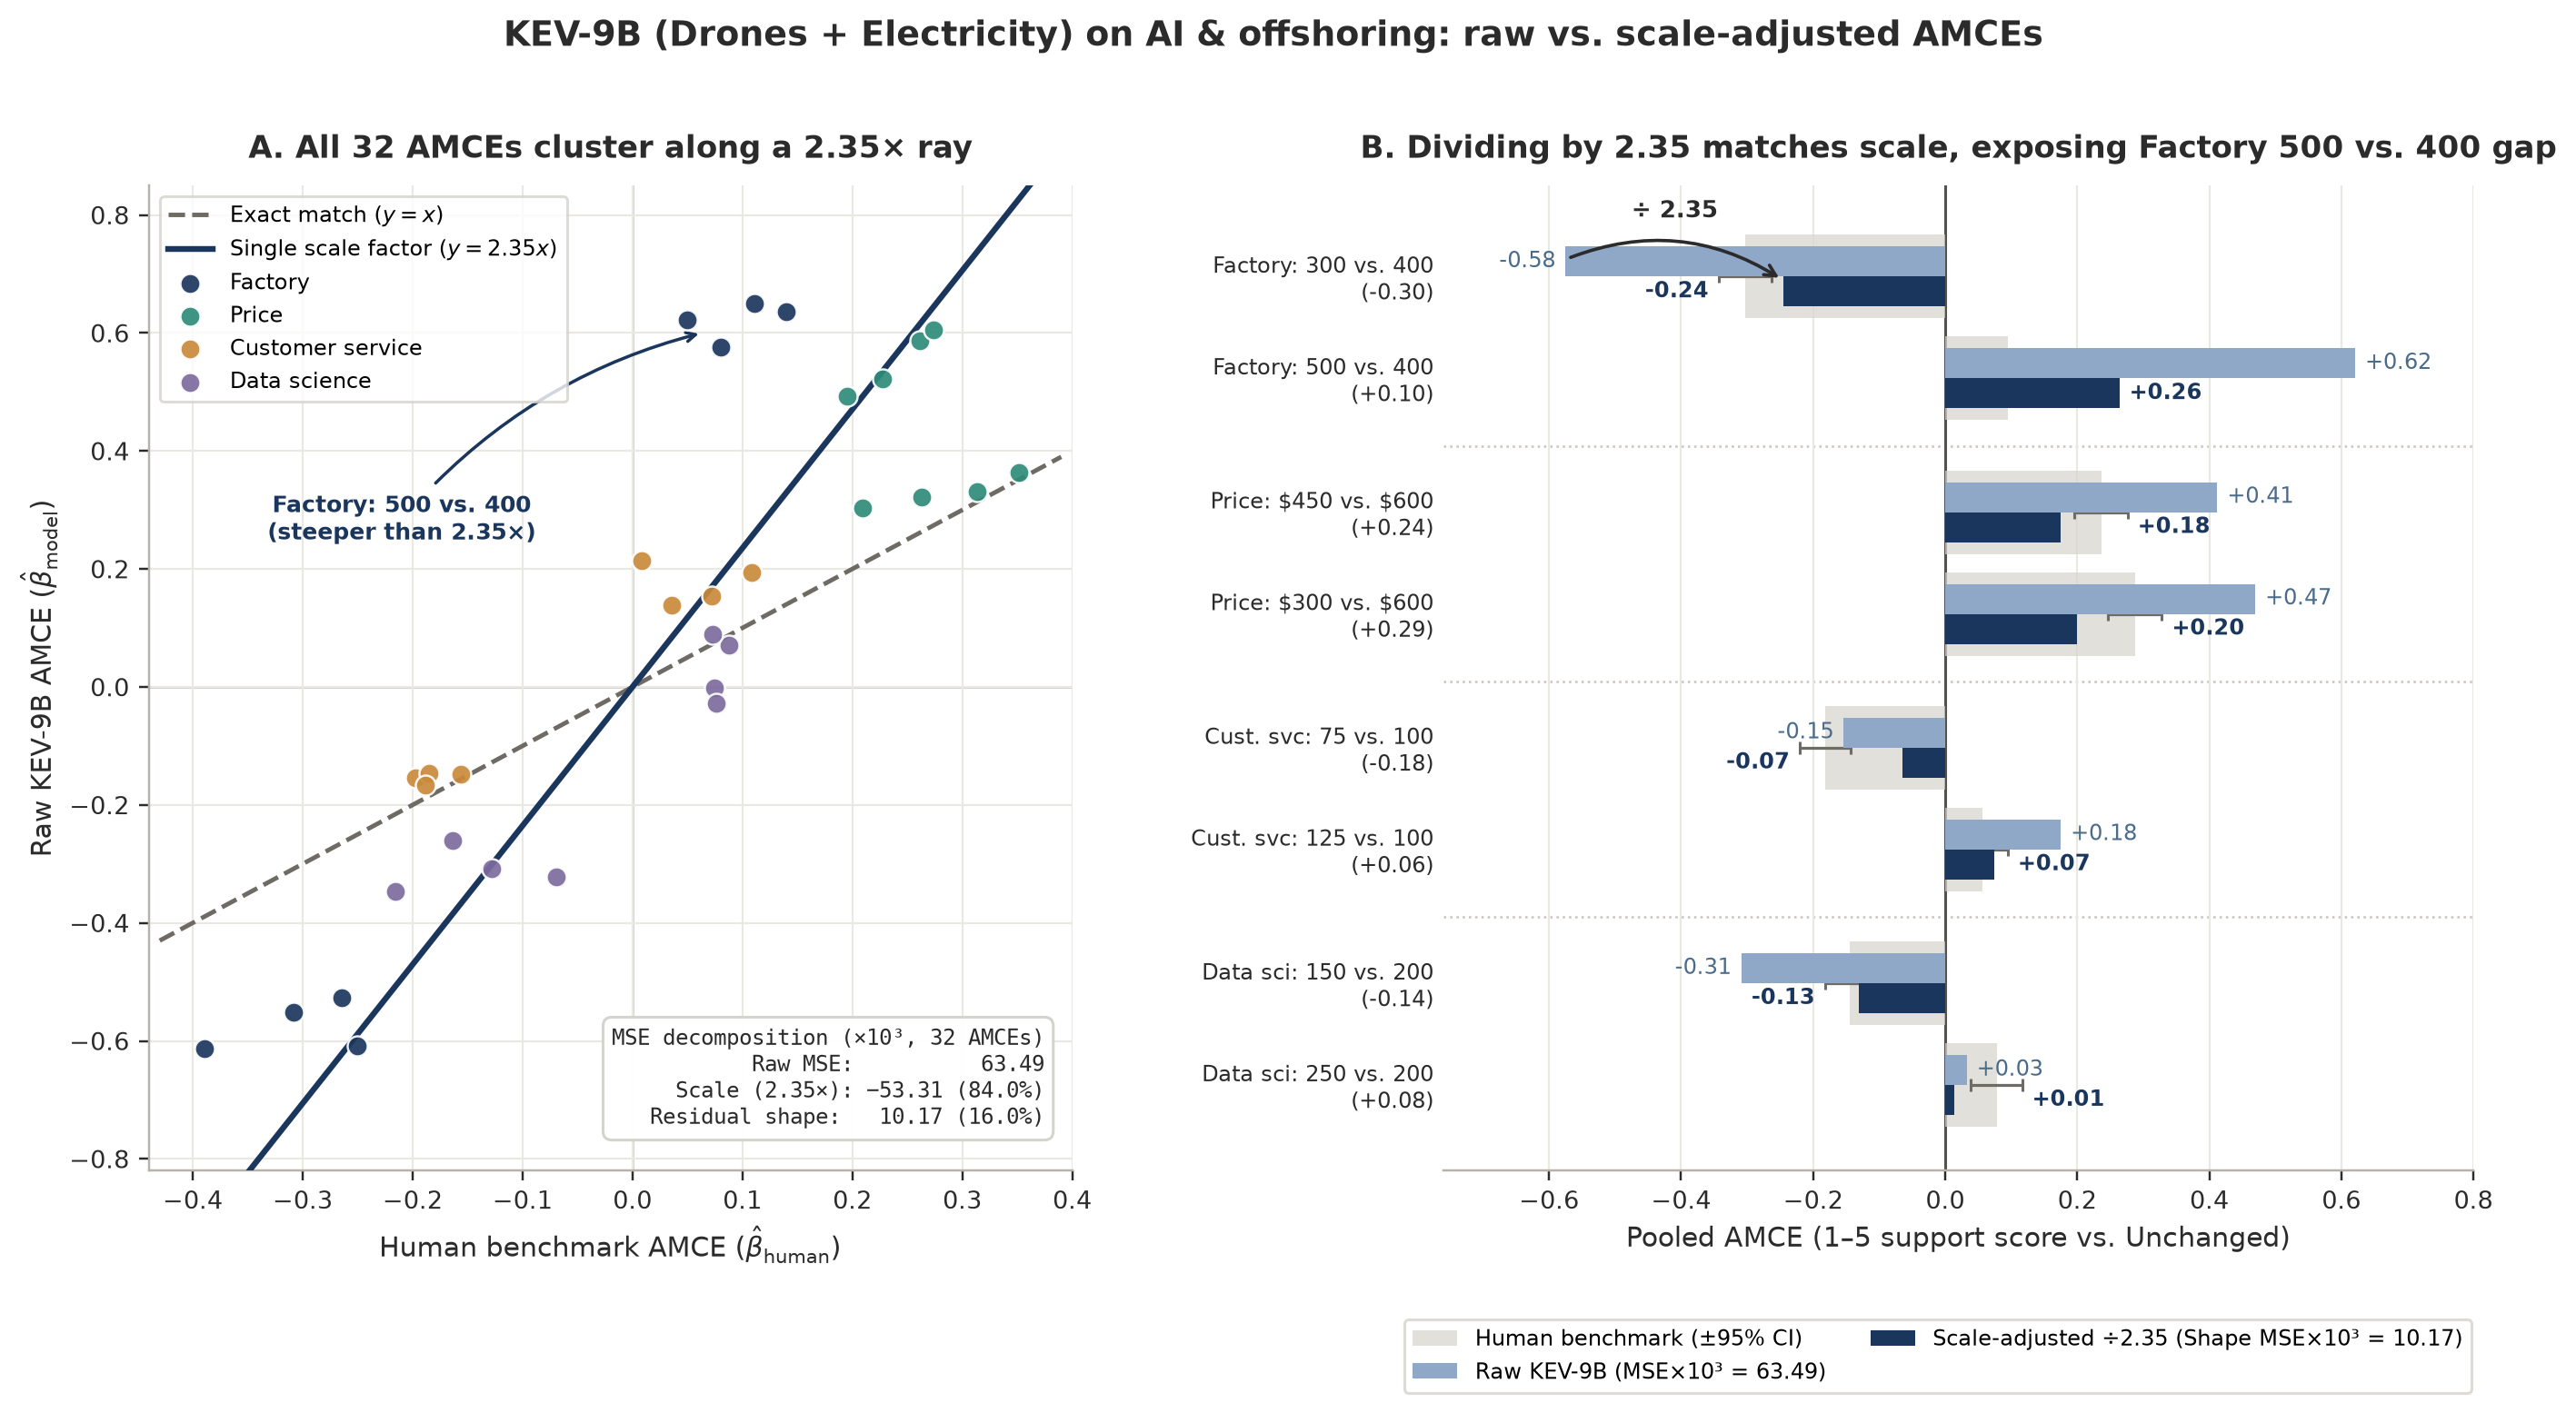 KEV-9B (Drones + Electricity) on AI & offshoring: raw vs. scale-adjusted AMCEs
A. All 32 AMCEs cluster along a 2.35× ray
Exact match (y = x)
Single scale factor (y = 2.35x)
Factory
Price
Customer service
Data science
Factory: 500 vs. 400
(steeper than 2.35×)
MSE decomposition (×10³, 32 AMCEs)
Raw MSE: 63.49
Scale (2.35×): −53.31 (84.0%)
Residual shape: 10.17 (16.0%)
0.8
0.6
0.4
0.2
0.0
−0.2
−0.4
−0.6
−0.8
Raw KEV-9B AMCE (β̂model)
−0.4 −0.3 −0.2 −0.1 0.0 0.1 0.2 0.3 0.4
Human benchmark AMCE (β̂human)
B. Dividing by 2.35 matches scale, exposing Factory 500 vs. 400 gap
÷ 2.35
Factory: 300 vs. 400
(-0.30)
-0.58
-0.24
Factory: 500 vs. 400
(+0.10)
+0.62
+0.26
Price: $450 vs. $600
(+0.24)
+0.41
+0.18
Price: $300 vs. $600
(+0.29)
+0.47
+0.20
Cust. svc: 75 vs. 100
(-0.18)
-0.15
-0.07
Cust. svc: 125 vs. 100
(+0.06)
+0.18
+0.07
Data sci: 150 vs. 200
(-0.14)
-0.31
-0.13
Data sci: 250 vs. 200
(+0.08)
+0.03
+0.01
−0.6 −0.4 −0.2 0.0 0.2 0.4 0.6 0.8
Pooled AMCE (1–5 support score vs. Unchanged)
Human benchmark (±95% CI)
Raw KEV-9B (MSE×10³ = 63.49)
Scale-adjusted ÷2.35 (Shape MSE×10³ = 10.17)